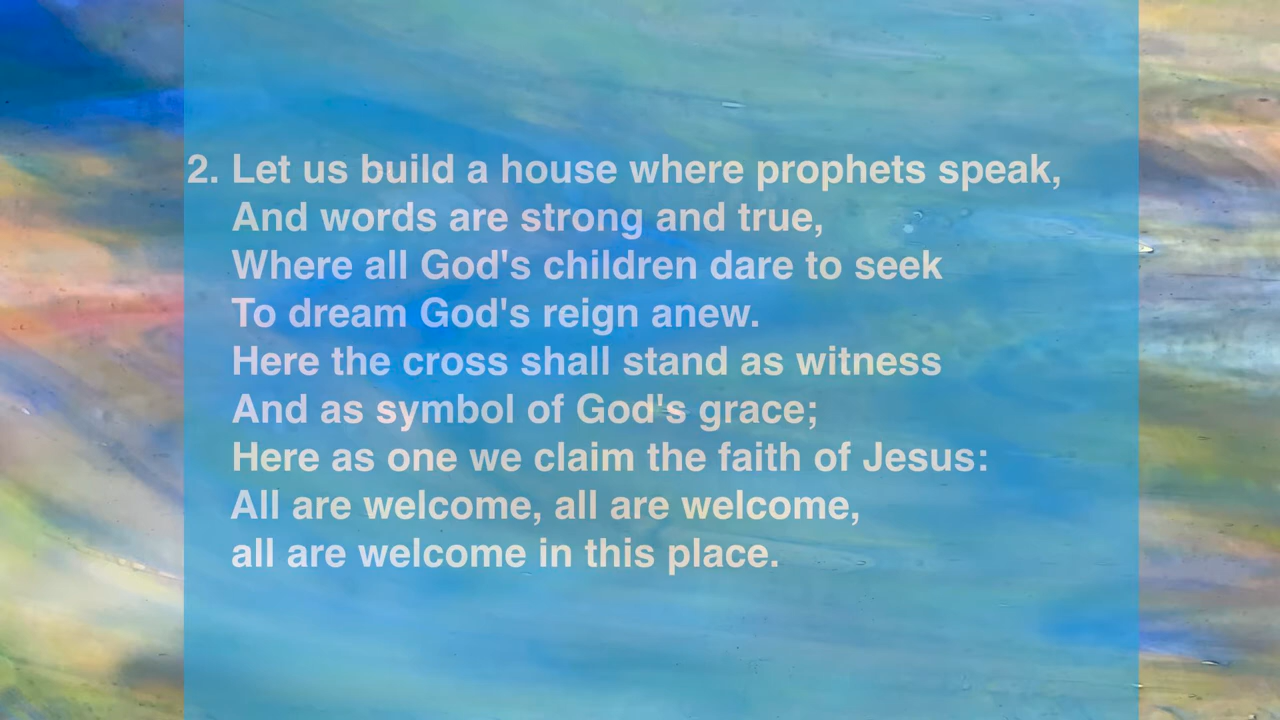 2. Let us build a house where prophets speak,
And words are strong and true,
Where all God's children dare to seek
To dream God's reign anew.
Here the cross shall stand as witness
And as symbol of God's grace;
Here as one we claim the faith of Jesus:
All are welcome, all are welcome,
all are welcome in this place.